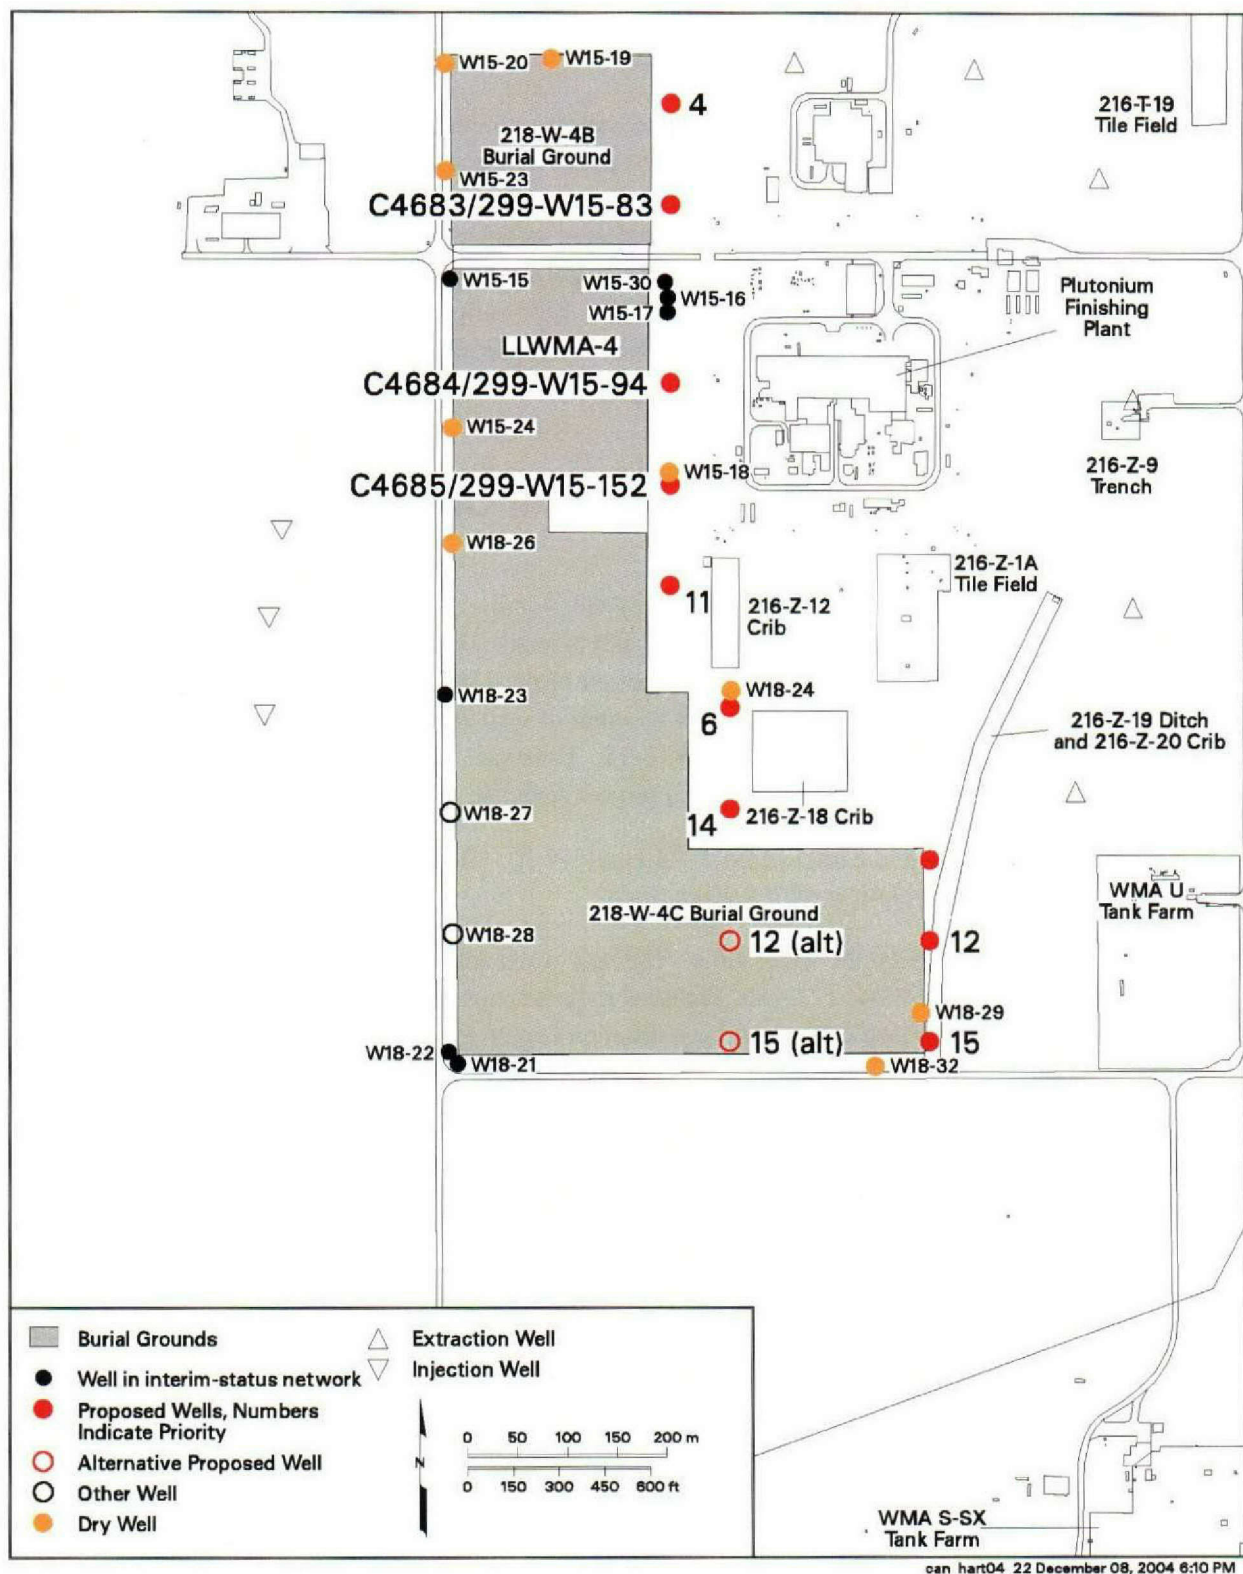 W15-20
W15-19
4
216-T-19
Tile Field
218-W-4B
Burial Ground
W15-23
C4683/299-W15-83
W15-15
W15-30
W15-16
W15-17
Plutonium
Finishing
Plant
LLWMA-4
C4684/299-W15-94
W15-24
W15-18
C4685/299-W15-152
216-Z-9
Trench
W18-26
216-Z-1A
Tile Field
11
216-Z-12
Crib
W18-23
W18-24
6
216-Z-19 Ditch
and 216-Z-20 Crib
W18-27
14
216-Z-18 Crib
WMA U
Tank Farm
218-W-4C Burial Ground
W18-28
12 (alt)
12
W18-29
15 (alt)
15
W18-22
W18-21
W18-32
Burial Grounds
Well in interim-status network
Proposed Wells, Numbers
Indicate Priority
Alternative Proposed Well
Other Well
Dry Well
Extraction Well
Injection Well
N
0 50 100 150 200 m
0 150 300 450 600 ft
WMA S-SX
Tank Farm
can_hart04_22 December 08, 2004 6:10 PM